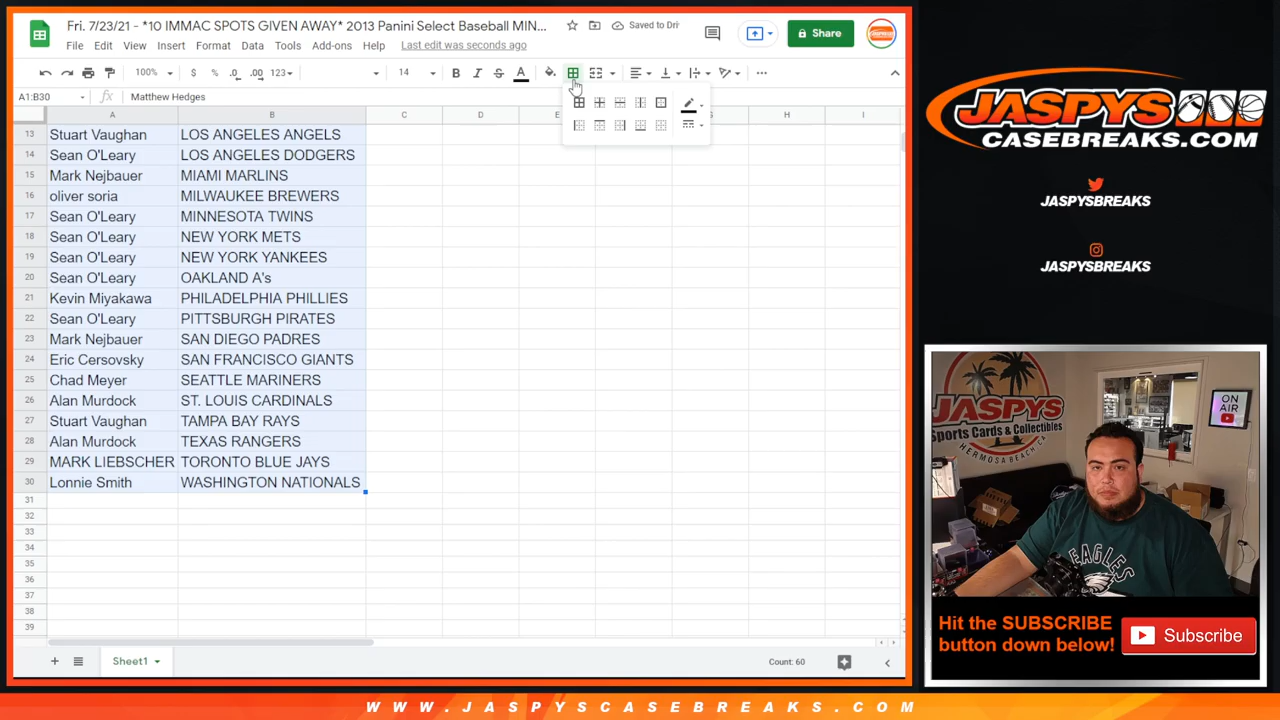 Fri. 7/23/21 - *10 IMMAC SPOTS GIVEN AWAY* 2013 Panini Select Baseball MIN...
Saved to Dri
Share
File Edit View Insert Format Data Tools Add-ons Help Last edit was seconds ago
100% $ % .0 .00 123 14 B I S A
A1:B30 fx Matthew Hedges
A B C D E G H I
13 Stuart Vaughan LOS ANGELES ANGELS
14 Sean O'Leary LOS ANGELES DODGERS
15 Mark Nejbauer MIAMI MARLINS
16 oliver soria MILWAUKEE BREWERS
17 Sean O'Leary MINNESOTA TWINS
18 Sean O'Leary NEW YORK METS
19 Sean O'Leary NEW YORK YANKEES
20 Sean O'Leary OAKLAND A's
21 Kevin Miyakawa PHILADELPHIA PHILLIES
22 Sean O'Leary PITTSBURGH PIRATES
23 Mark Nejbauer SAN DIEGO PADRES
24 Eric Cersovsky SAN FRANCISCO GIANTS
25 Chad Meyer SEATTLE MARINERS
26 Alan Murdock ST. LOUIS CARDINALS
27 Stuart Vaughan TAMPA BAY RAYS
28 Alan Murdock TEXAS RANGERS
29 MARK LIEBSCHER TORONTO BLUE JAYS
30 Lonnie Smith WASHINGTON NATIONALS
31
32
33
34
35
36
37
38
39
Sheet1
Count: 60
JASPYS
CASEBREAKS.COM
JASPYSBREAKS
JASPYSBREAKS
JASPYS
Sports Cards & Collectibles
HERMOSA BEACH, CA
ON
AIR
EAGLES
Hit the SUBSCRIBE
button down below!
Subscribe
WWW.JASPYSCASEBREAKS.COM